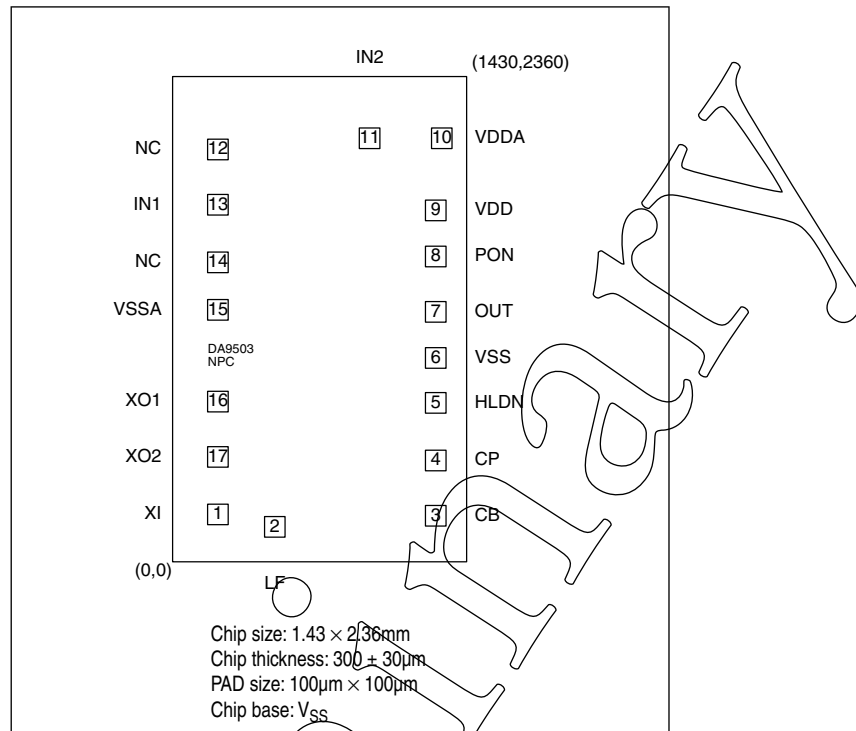 IN2
(1430,2360)
NC 12 11 10 VDDA
IN1 13 9 VDD
NC 14 8 PON
VSSA 15 7 OUT
DA9503
NPC
6 VSS
XO1 16 5 HLDN
XO2 17 4 CP
XI 1 2 3 CB
(0,0)
LF
Chip size: 1.43 × 2.36mm
Chip thickness: 300 ± 30µm
PAD size: 100µm × 100µm
Chip base: VSS
inary